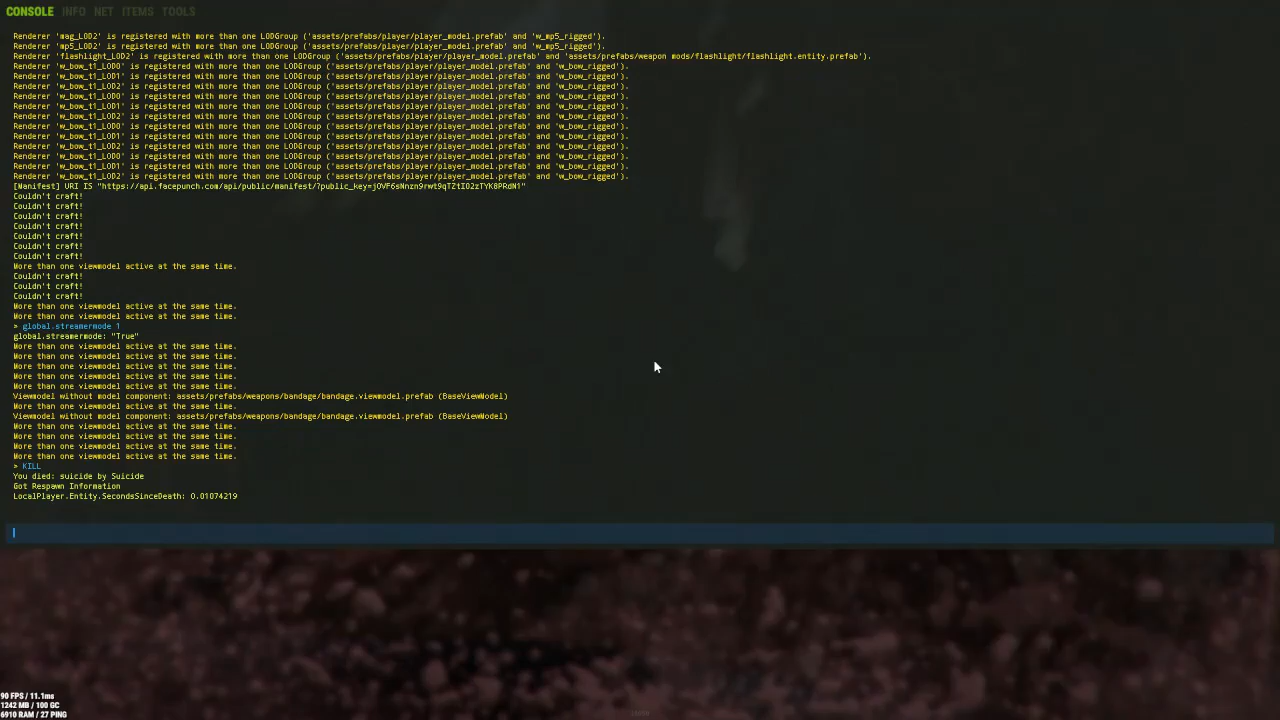 CONSOLE INFO NET ITEMS TOOLS
Renderer 'mag_LOD2' is registered with more than one LODGroup ('assets/prefabs/player/player_model.prefab' and 'w_mp5_rigged').
Renderer 'mp5_LOD2' is registered with more than one LODGroup ('assets/prefabs/player/player_model.prefab' and 'w_mp5_rigged').
Renderer 'flashlight_LOD2' is registered with more than one LODGroup ('assets/prefabs/player/player_model.prefab' and 'assets/prefabs/weapon mods/flashlight/flashlight.entity.prefab').
Renderer 'w_bow_t1_LOD0' is registered with more than one LODGroup ('assets/prefabs/player/player_model.prefab' and 'w_bow_rigged').
Renderer 'w_bow_t1_LOD1' is registered with more than one LODGroup ('assets/prefabs/player/player_model.prefab' and 'w_bow_rigged').
Renderer 'w_bow_t1_LOD2' is registered with more than one LODGroup ('assets/prefabs/player/player_model.prefab' and 'w_bow_rigged').
Renderer 'w_bow_t1_LOD0' is registered with more than one LODGroup ('assets/prefabs/player/player_model.prefab' and 'w_bow_rigged').
Renderer 'w_bow_t1_LOD1' is registered with more than one LODGroup ('assets/prefabs/player/player_model.prefab' and 'w_bow_rigged').
Renderer 'w_bow_t1_LOD2' is registered with more than one LODGroup ('assets/prefabs/player/player_model.prefab' and 'w_bow_rigged').
Renderer 'w_bow_t1_LOD0' is registered with more than one LODGroup ('assets/prefabs/player/player_model.prefab' and 'w_bow_rigged').
Renderer 'w_bow_t1_LOD1' is registered with more than one LODGroup ('assets/prefabs/player/player_model.prefab' and 'w_bow_rigged').
Renderer 'w_bow_t1_LOD2' is registered with more than one LODGroup ('assets/prefabs/player/player_model.prefab' and 'w_bow_rigged').
Renderer 'w_bow_t1_LOD0' is registered with more than one LODGroup ('assets/prefabs/player/player_model.prefab' and 'w_bow_rigged').
Renderer 'w_bow_t1_LOD1' is registered with more than one LODGroup ('assets/prefabs/player/player_model.prefab' and 'w_bow_rigged').
Renderer 'w_bow_t1_LOD2' is registered with more than one LODGroup ('assets/prefabs/player/player_model.prefab' and 'w_bow_rigged').
[Manifest] URI IS "https://api.facepunch.com/api/public/manifest/?public_key=jOVF6sNnzn9rwt9qTZtIO2zTYK8PRdN1"
Couldn't craft!
Couldn't craft!
Couldn't craft!
Couldn't craft!
Couldn't craft!
Couldn't craft!
Couldn't craft!
More than one viewmodel active at the same time.
Couldn't craft!
Couldn't craft!
Couldn't craft!
More than one viewmodel active at the same time.
More than one viewmodel active at the same time.
> global.streamermode 1
global.streamermode: "True"
More than one viewmodel active at the same time.
More than one viewmodel active at the same time.
More than one viewmodel active at the same time.
More than one viewmodel active at the same time.
More than one viewmodel active at the same time.
Viewmodel without model component: assets/prefabs/weapons/bandage/bandage.viewmodel.prefab (BaseViewModel)
More than one viewmodel active at the same time.
Viewmodel without model component: assets/prefabs/weapons/bandage/bandage.viewmodel.prefab (BaseViewModel)
More than one viewmodel active at the same time.
More than one viewmodel active at the same time.
More than one viewmodel active at the same time.
More than one viewmodel active at the same time.
> KILL
You died: suicide by Suicide
Got Respawn Information
LocalPlayer.Entity.SecondsSinceDeath: 0.01074219
90 FPS / 11.1ms
1242 MB / 100 GC
6910 RAM / 27 PING